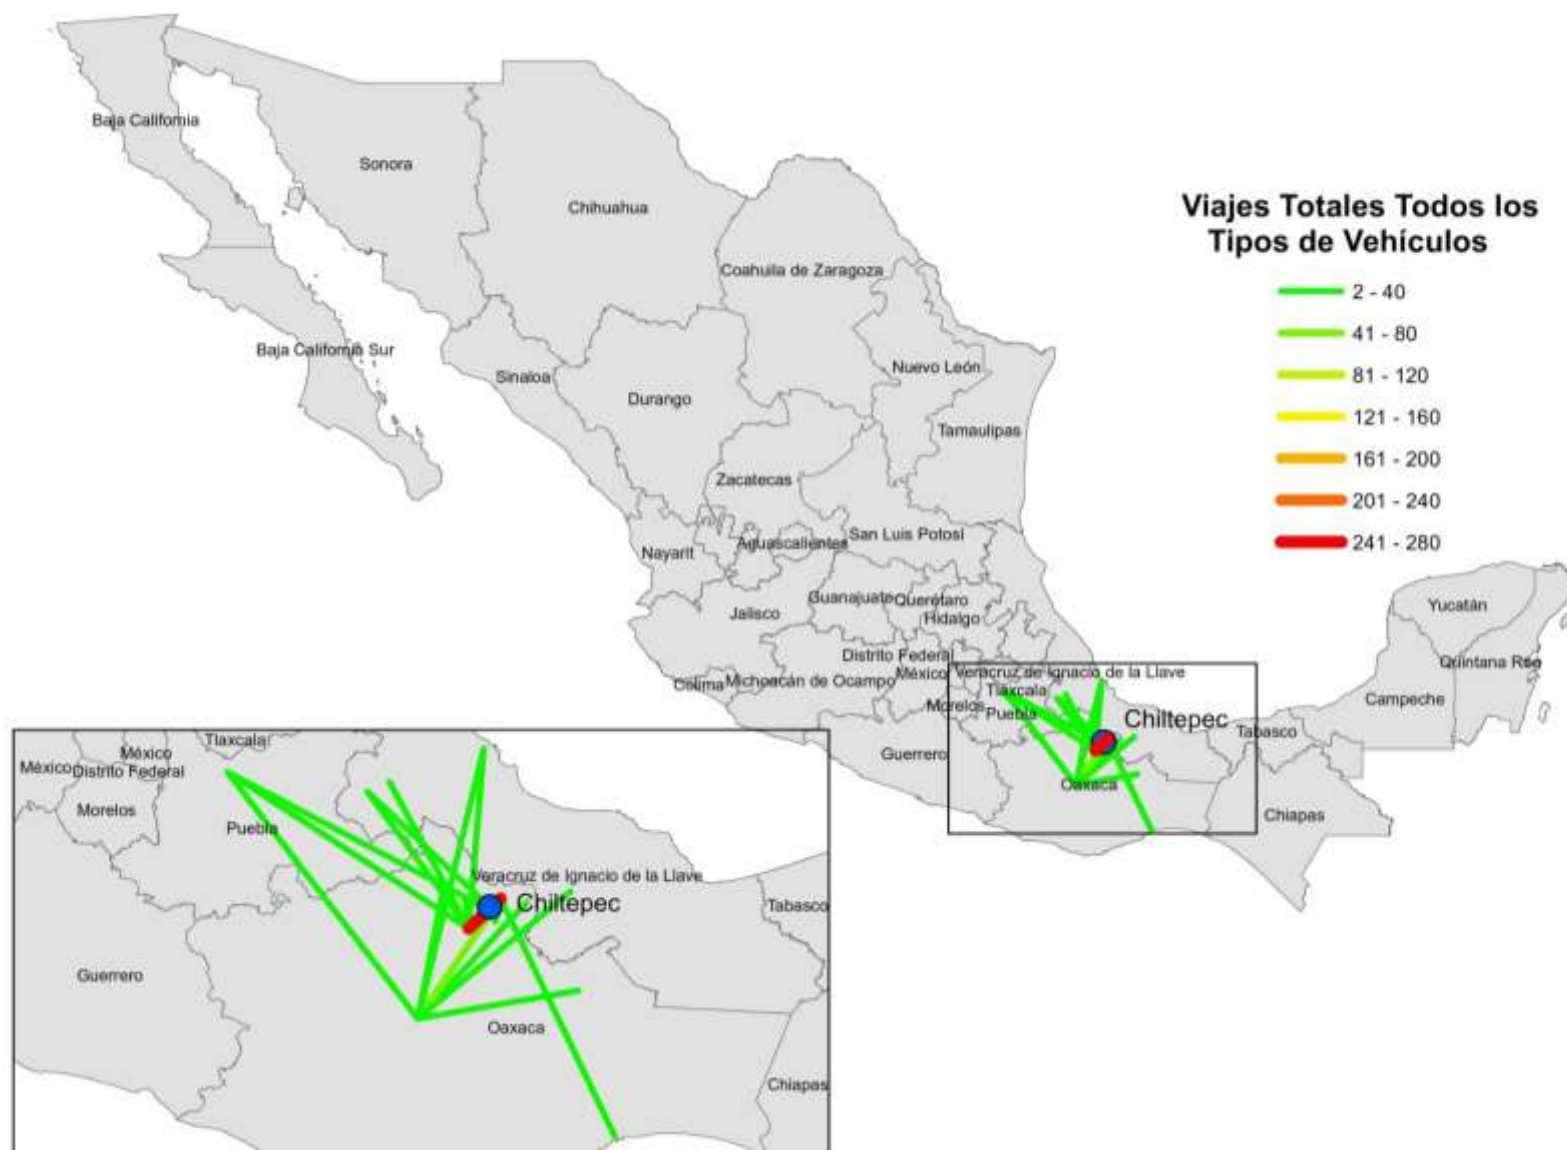 Baja California
Sonora
Chihuahua
Viajes Totales Todos los
Tipos de Vehículos
2 - 40
41 - 80
81 - 120
121 - 160
161 - 200
201 - 240
241 - 280
Coahuila de Zaragoza
Baja California Sur
Sinaloa
Nuevo León
Durango
Tamaulipas
Zacatecas
San Luis Potosí
Aguascalientes
Nayarit
Guanajuato
Querétaro
Jalisco
Hidalgo
Yucatán
Distrito Federal
Quintana Roo
México
Veracruz de Ignacio de la Llave
Colima
Michoacán de Ocampo
Tlaxcala
Campeche
Morelos
Puebla
Chiltepec
Tabasco
Guerrero
Oaxaca
Chiapas
Tlaxcala
México
México
Distrito Federal
Morelos
Puebla
Veracruz de Ignacio de la Llave
Chiltepec
Tabasco
Guerrero
Oaxaca
Chiapas